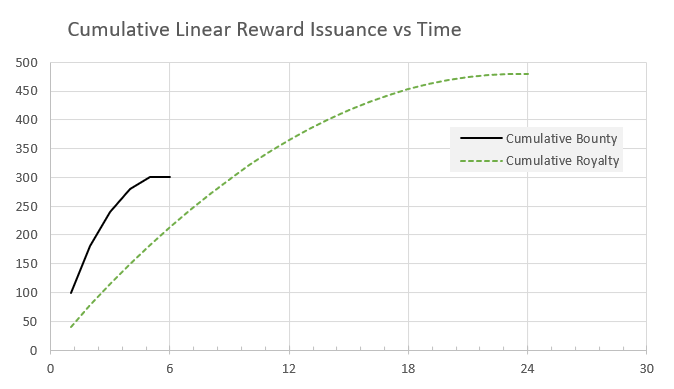 Cumulative Linear Reward Issuance vs Time
500
450
400
350
300
250
200
150
100
50
0
Cumulative Bounty
Cumulative Royalty
0 6 12 18 24 30